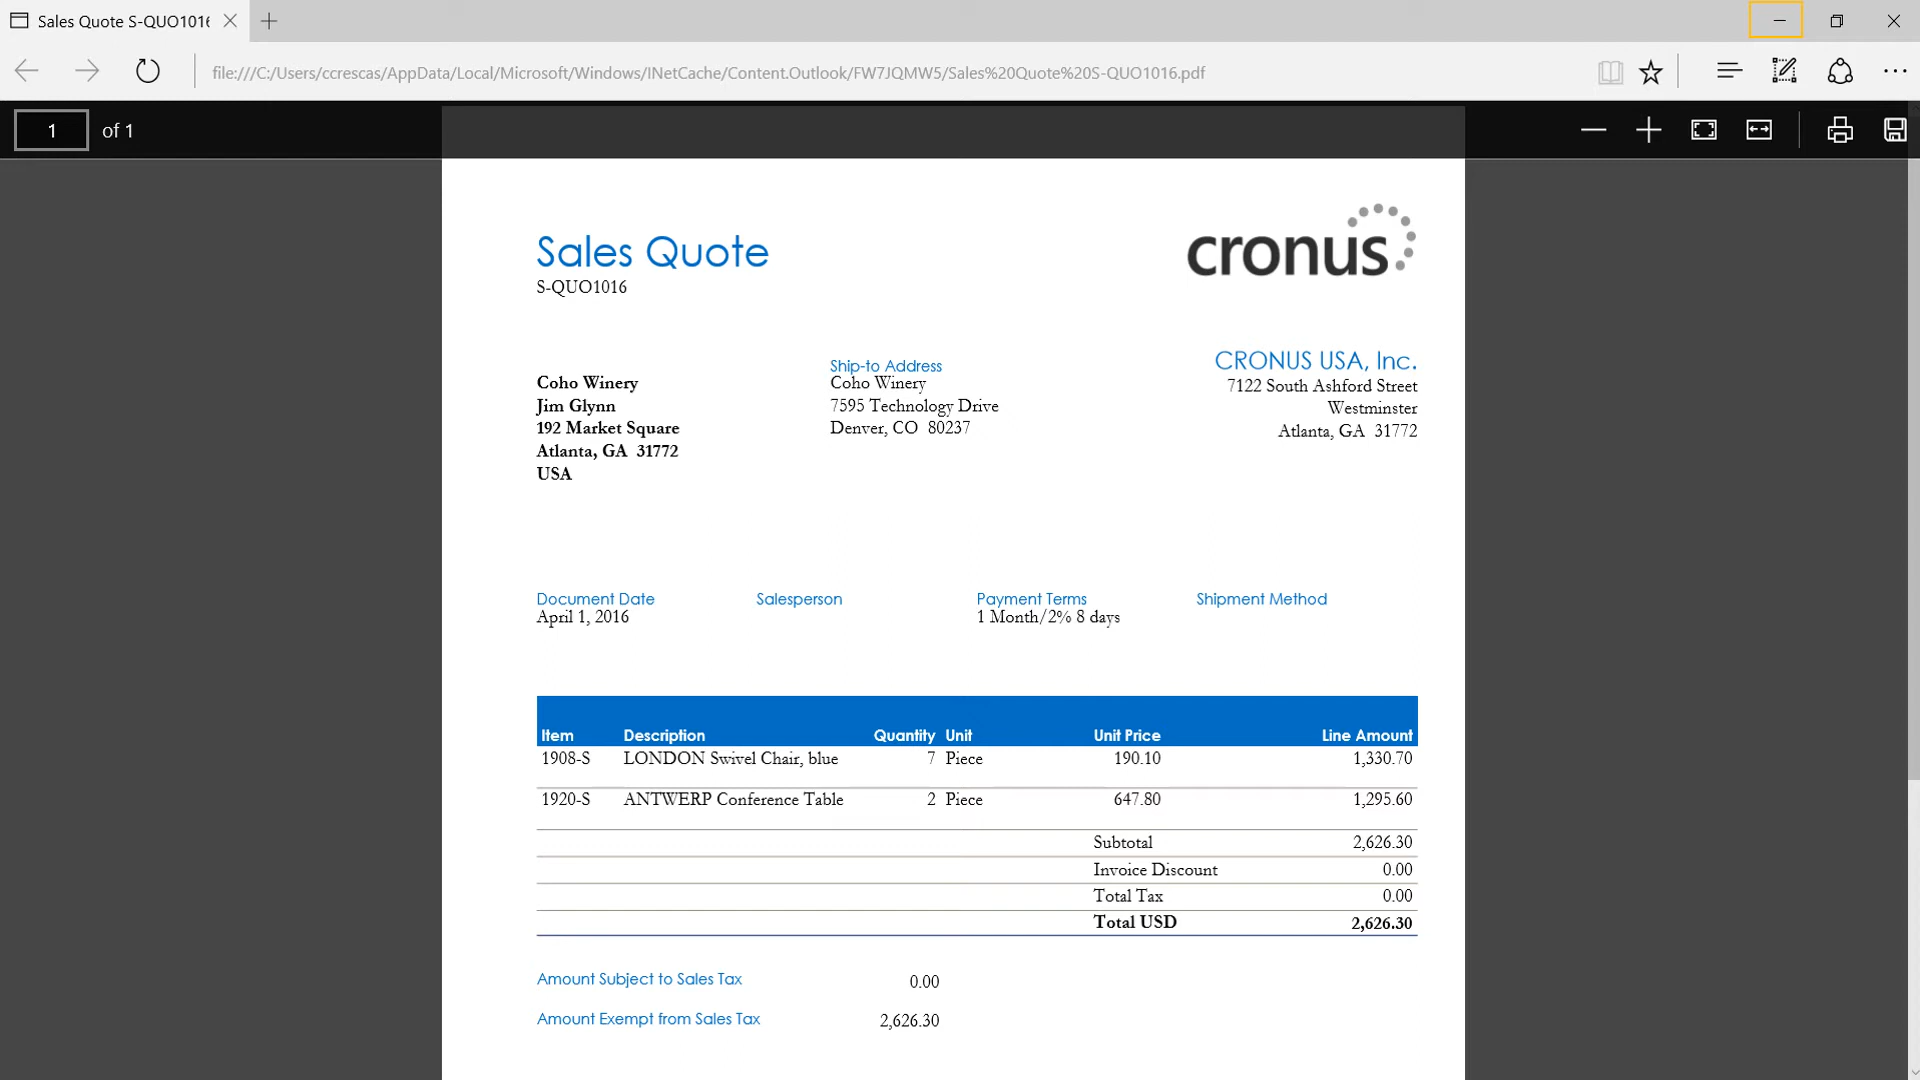 Sales Quote S-QUO1016
file:///C:/Users/ccrescas/AppData/Local/Microsoft/Windows/INetCache/Content.Outlook/FW7JQMW5/Sales%20Quote%20S-QUO1016.pdf
1 of 1
Sales Quote
S-QUO1016
cronus
Coho Winery
Jim Glynn
192 Market Square
Atlanta, GA 31772
USA
Ship-to Address
Coho Winery
7595 Technology Drive
Denver, CO 80237
CRONUS USA, Inc.
7122 South Ashford Street
Westminster
Atlanta, GA 31772
Document Date Salesperson Payment Terms Shipment Method
April 1, 2016 1 Month/2% 8 days
Item Description Quantity Unit Unit Price Line Amount
1908-S LONDON Swivel Chair, blue 7 Piece 190.10 1,330.70
1920-S ANTWERP Conference Table 2 Piece 647.80 1,295.60
Subtotal 2,626.30
Invoice Discount 0.00
Total Tax 0.00
Total USD 2,626.30
Amount Subject to Sales Tax 0.00
Amount Exempt from Sales Tax 2,626.30